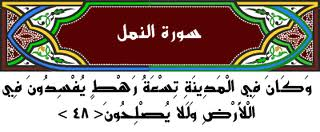 سورة النمل
وَكَانَ فِي الْمَدِينَةِ تِسْعَةُ رَهْطٍ يُفْسِدُونَ فِي
الْأَرْضِ وَلَا يُصْلِحُونَ< ٤٨ >